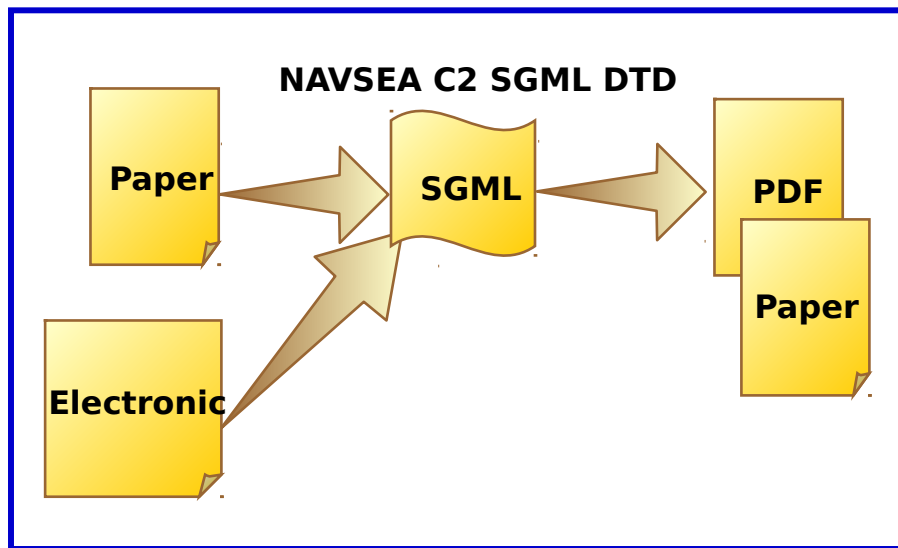 NAVSEA C2 SGML DTD
Paper
SGML
PDF
Paper
Electronic